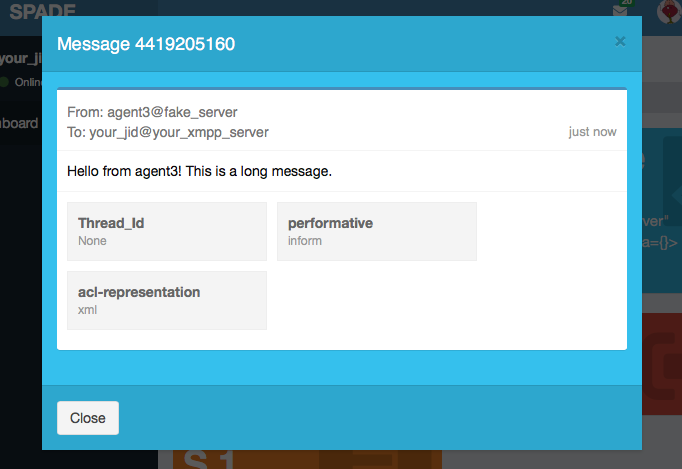 SPADE
20
your_ji
Online
board
Message 4419205160
×
From: agent3@fake_server
To: your_jid@your_xmpp_server
just now
Hello from agent3! This is a long message.
Thread_Id
None
performative
inform
acl-representation
xml
ver"
a={}>
Close
S 1